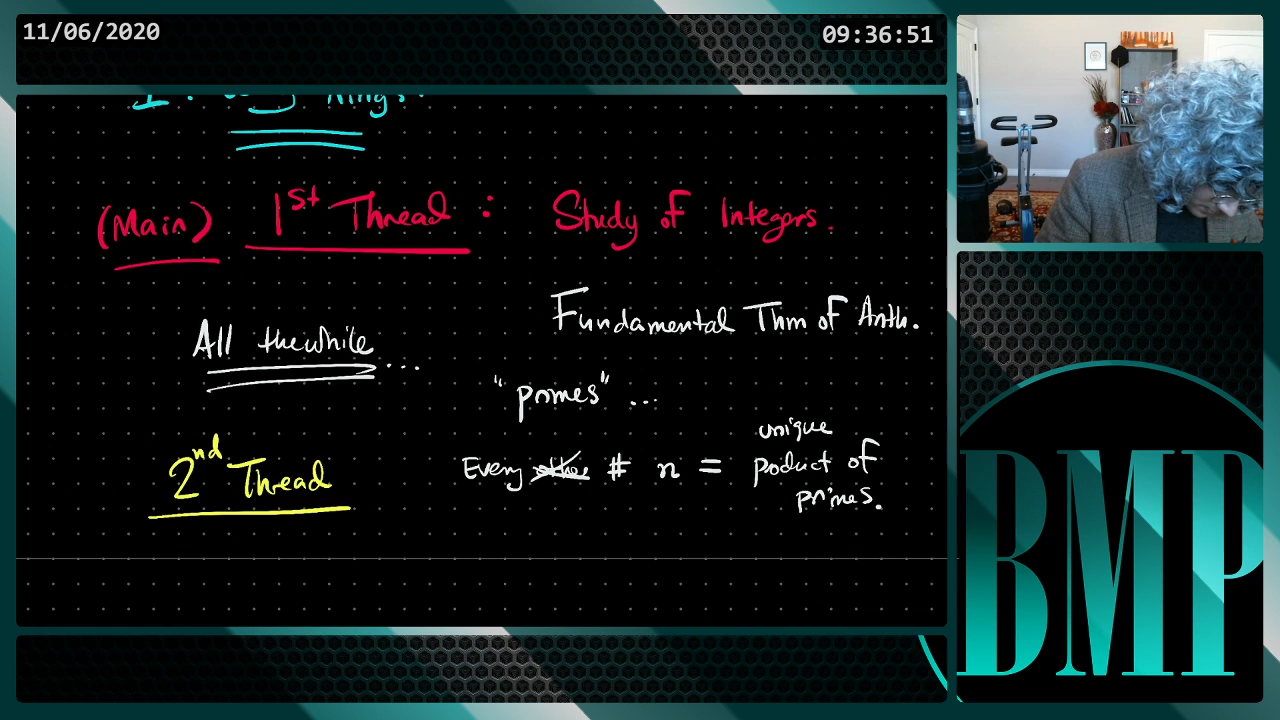 11/06/2020
09:36:51
(Main) 1st Thread : Study of Integers.
Fundamental Thm of Arith.
All the while ...
"primes" ...
unique
2nd Thread
Every # n = product of
primes.
BMP